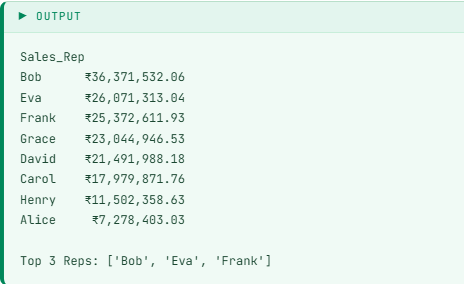 ► OUTPUT
Sales_Rep
Bob      ₹36,371,532.06
Eva      ₹26,071,313.04
Frank    ₹25,372,611.93
Grace    ₹23,044,946.53
David    ₹21,491,988.18
Carol    ₹17,979,871.76
Henry    ₹11,502,358.63
Alice     ₹7,278,403.03
Top 3 Reps: ['Bob', 'Eva', 'Frank']